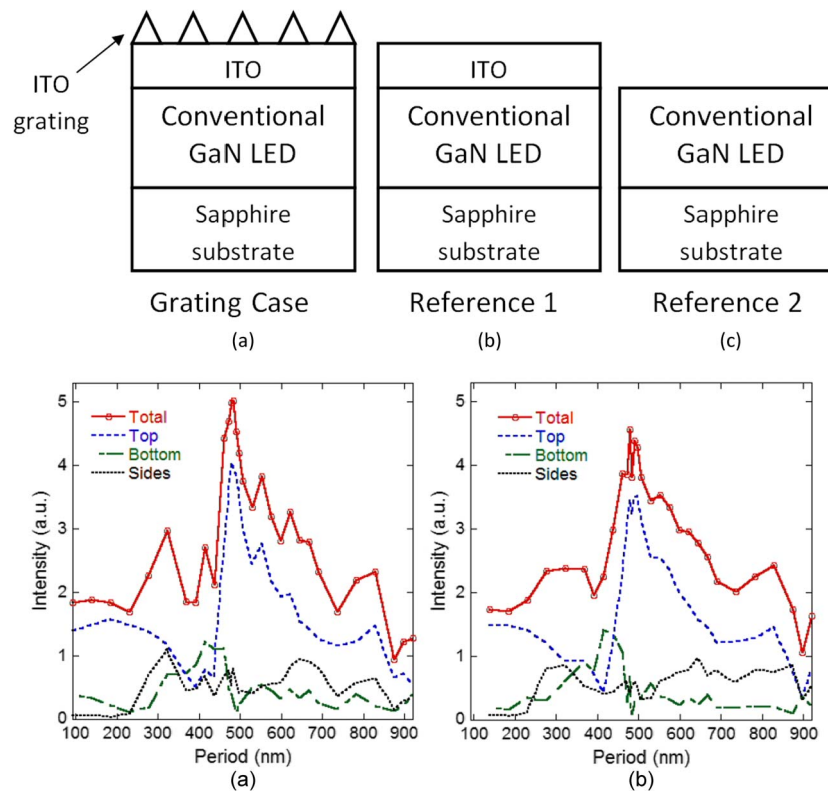 ITO
grating
ITO
Conventional
GaN LED
Sapphire
substrate
Grating Case
(a)
ITO
Conventional
GaN LED
Sapphire
substrate
Reference 1
(b)
Conventional
GaN LED
Sapphire
substrate
Reference 2
(c)
Intensity (a.u.)
5
4
3
2
1
0
Total
Top
Bottom
Sides
100 200 300 400 500 600 700 800 900
Period (nm)
(a)
Intensity (a.u.)
5
4
3
2
1
0
Total
Top
Bottom
Sides
100 200 300 400 500 600 700 800 900
Period (nm)
(b)